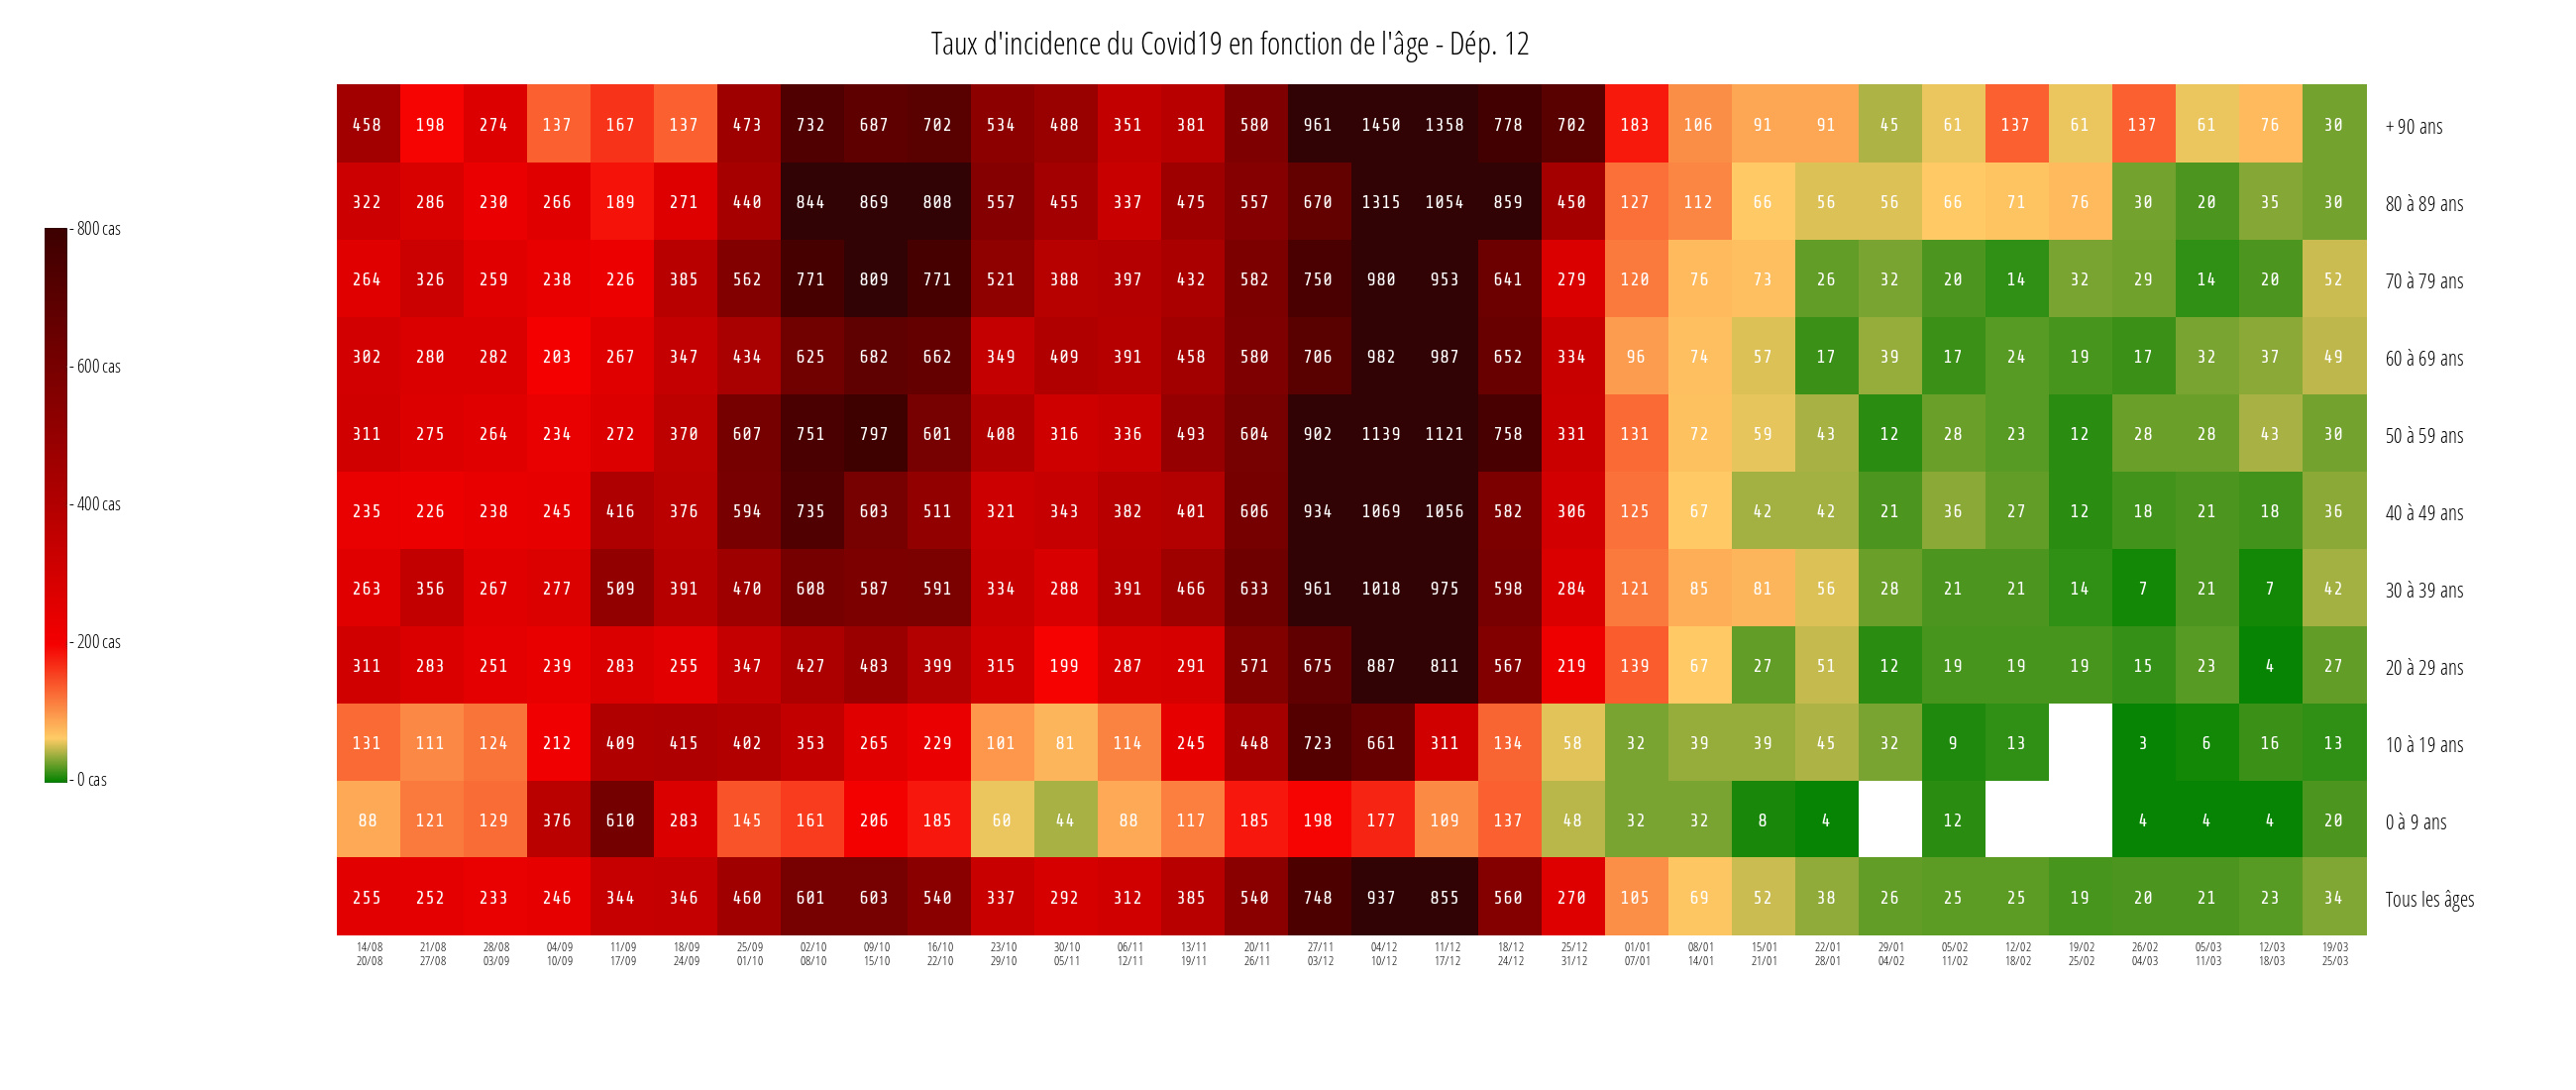 Taux d'incidence du Covid19 en fonction de l'âge - Dép. 12
458 198 274 137 167 137 473 732 687 702 534 488 351 381 580 961 1450 1358 778 702 183 106 91 91 45 61 137 61 137 61 76 30 + 90 ans
322 286 230 266 189 271 440 844 869 808 557 455 337 475 557 670 1315 1054 859 450 127 112 66 56 56 66 71 76 30 20 35 30 80 à 89 ans
- 800 cas
264 326 259 238 226 385 562 771 809 771 521 388 397 432 582 750 980 953 641 279 120 76 73 26 32 20 14 32 29 14 20 52 70 à 79 ans
302 280 282 203 267 347 434 625 682 662 349 409 391 458 580 706 982 987 652 334 96 74 57 17 39 17 24 19 17 32 37 49 60 à 69 ans
- 600 cas
311 275 264 234 272 370 607 751 797 601 408 316 336 493 604 902 1139 1121 758 331 131 72 59 43 12 28 23 12 28 28 43 30 50 à 59 ans
- 400 cas
235 226 238 245 416 376 594 735 603 511 321 343 382 401 606 934 1069 1056 582 306 125 67 42 42 21 36 27 12 18 21 18 36 40 à 49 ans
263 356 267 277 509 391 470 608 587 591 334 288 391 466 633 961 1018 975 598 284 121 85 81 56 28 21 21 14 7 21 7 42 30 à 39 ans
- 200 cas
311 283 251 239 283 255 347 427 483 399 315 199 287 291 571 675 887 811 567 219 139 67 27 51 12 19 19 19 15 23 4 27 20 à 29 ans
131 111 124 212 409 415 402 353 265 229 101 81 114 245 448 723 661 311 134 58 32 39 39 45 32 9 13 3 6 16 13 10 à 19 ans
- 0 cas
88 121 129 376 610 283 145 161 206 185 60 44 88 117 185 198 177 109 137 48 32 32 8 4 12 4 4 4 20 0 à 9 ans
255 252 233 246 344 346 460 601 603 540 337 292 312 385 540 748 937 855 560 270 105 69 52 38 26 25 25 19 20 21 23 34 Tous les âges
14/08 21/08 28/08 04/09 11/09 18/09 25/09 02/10 09/10 16/10 23/10 30/10 06/11 13/11 20/11 27/11 04/12 11/12 18/12 25/12 01/01 08/01 15/01 22/01 29/01 05/02 12/02 19/02 26/02 05/03 12/03 19/03
20/08 27/08 03/09 10/09 17/09 24/09 01/10 08/10 15/10 22/10 29/10 05/11 12/11 19/11 26/11 03/12 10/12 17/12 24/12 31/12 07/01 14/01 21/01 28/01 04/02 11/02 18/02 25/02 04/03 11/03 18/03 25/03